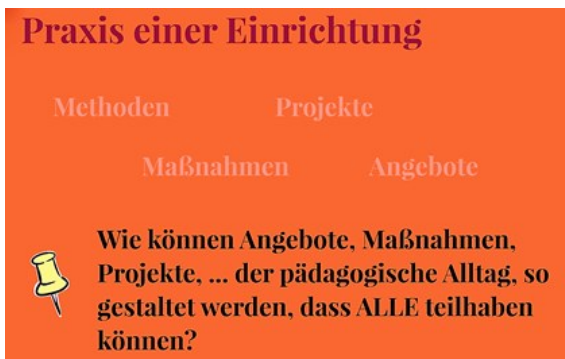 Praxis einer Einrichtung
Methoden Projekte
Maßnahmen Angebote
Wie können Angebote, Maßnahmen,
Projekte, ... der pädagogische Alltag, so
gestaltet werden, dass ALLE teilhaben
können?